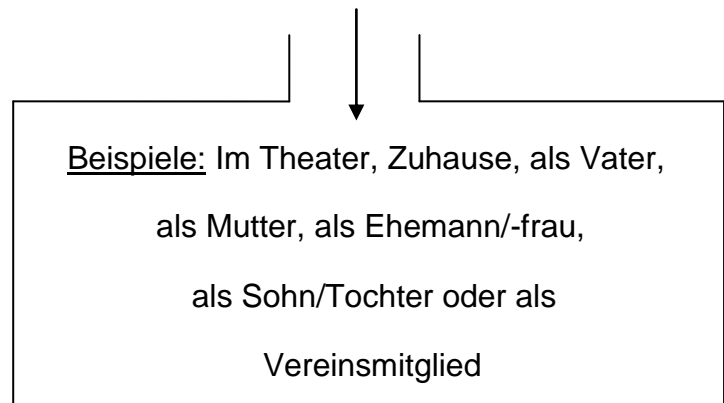 Beispiele: Im Theater, Zuhause, als Vater,
als Mutter, als Ehemann/-frau,
als Sohn/Tochter oder als
Vereinsmitglied